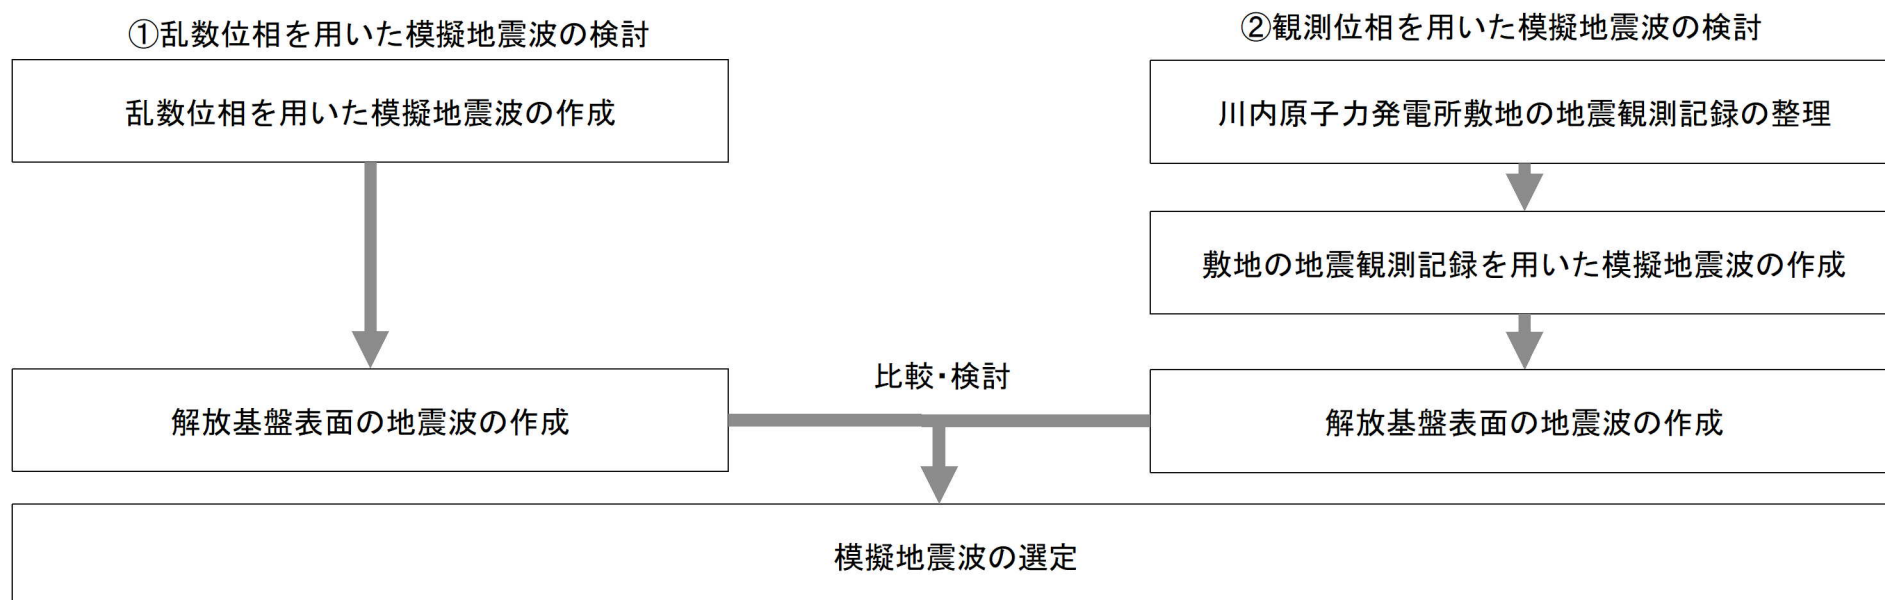 ①乱数位相を用いた模擬地震波の検討
乱数位相を用いた模擬地震波の作成
解放基盤表面の地震波の作成
②観測位相を用いた模擬地震波の検討
川内原子力発電所敷地の地震観測記録の整理
敷地の地震観測記録を用いた模擬地震波の作成
解放基盤表面の地震波の作成
比較・検討
模擬地震波の選定